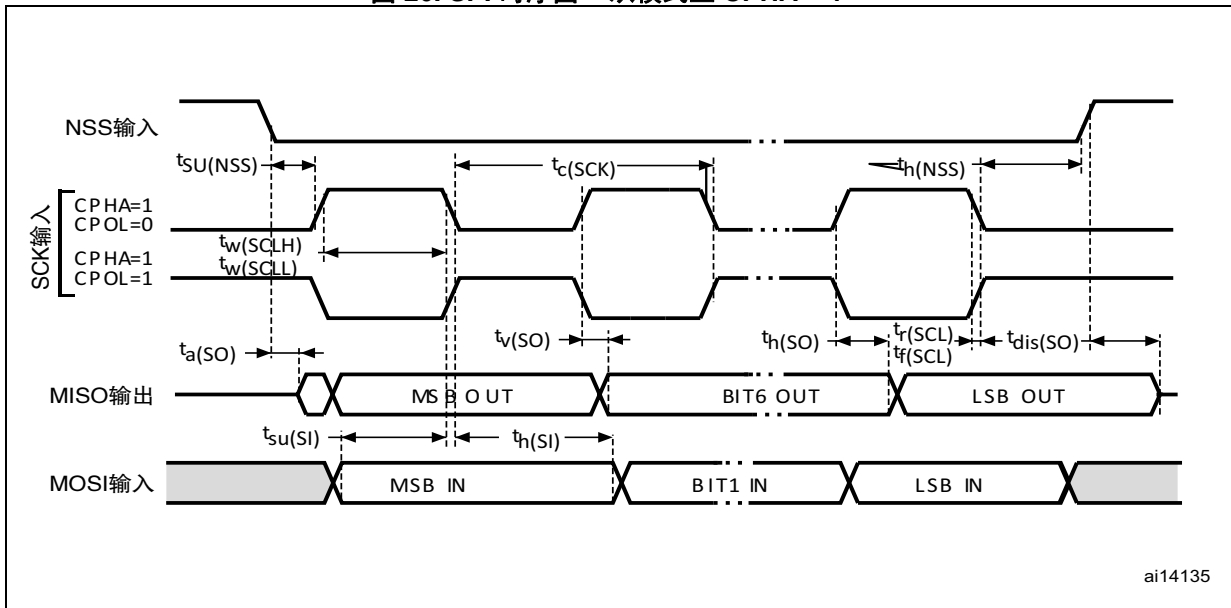 NSS输入
tSU(NSS)
tc(SCK)
th(NSS)
SCK输入
CPHA=1
CPOL=0
tw(SCLH)
tw(SCLL)
CPHA=1
CPOL=1
ta(SO)
tv(SO)
th(SO)
tr(SCL)
tf(SCL)
tdis(SO)
MISO输出
MSB OUT
BIT6 OUT
LSB OUT
tsu(SI)
th(SI)
MOSI输入
MSB IN
BIT1 IN
LSB IN
ai14135